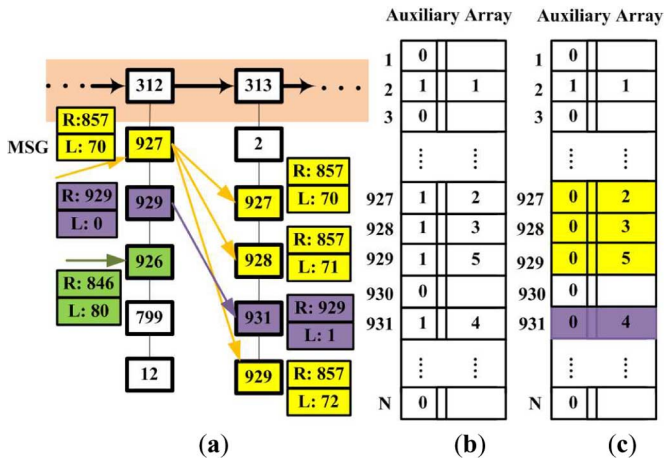 Auxiliary Array
Auxiliary Array
1 0
2 1 1
3 0
927 1 2
928 1 3
929 1 5
930 0
931 1 4
N 0
1 0
2 1 1
3 0
927 0 2
928 0 3
929 0 5
930 0
931 0 4
N 0
312
313
MSG
R:857
L: 70
927
2
R: 929
L: 0
929
927
R: 857
L: 70
926
928
R: 857
L: 71
R: 846
L: 80
799
931
R: 929
L: 1
12
929
R: 857
L: 72
(a)
(b)
(c)